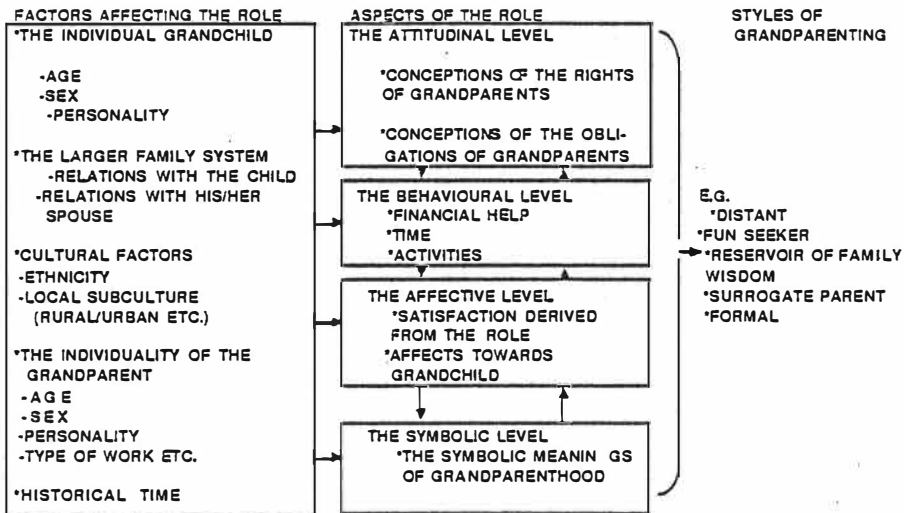 FACTORS AFFECTING THE ROLE
*THE INDIVIDUAL GRANDCHILD
-AGE
-SEX
-PERSONALITY
*THE LARGER FAMILY SYSTEM
-RELATIONS WITH THE CHILD
-RELATIONS WITH HIS/HER
SPOUSE
*CULTURAL FACTORS
-ETHNICITY
-LOCAL SUBCULTURE
(RURAL/URBAN ETC.)
*THE INDIVIDUALITY OF THE
GRANDPARENT
-AGE
-SEX
-PERSONALITY
-TYPE OF WORK ETC.
*HISTORICAL TIME
ASPECTS OF THE ROLE
THE ATTITUDINAL LEVEL
*CONCEPTIONS OF THE RIGHTS
OF GRANDPARENTS
*CONCEPTIONS OF THE OBLI-
GATIONS OF GRANDPARENTS
THE BEHAVIOURAL LEVEL
*FINANCIAL HELP
*TIME
*ACTIVITIES
THE AFFECTIVE LEVEL
*SATISFACTION DERIVED
FROM THE ROLE
*AFFECTS TOWARDS
GRANDCHILD
THE SYMBOLIC LEVEL
*THE SYMBOLIC MEANINGS
OF GRANDPARENTHOOD
STYLES OF
GRANDPARENTING
E.G.
*DISTANT
*FUN SEEKER
*RESERVOIR OF FAMILY
WISDOM
*SURROGATE PARENT
*FORMAL